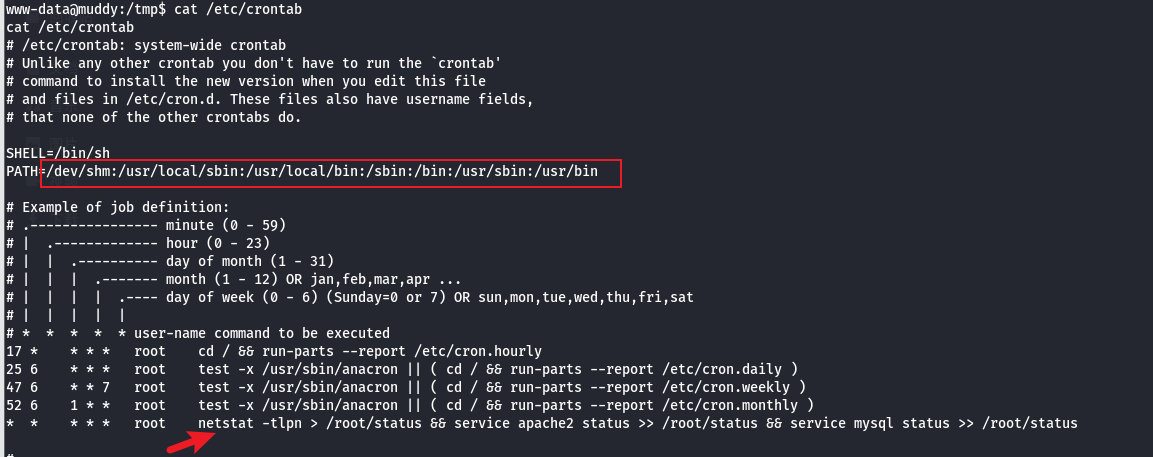 www-data@muddy:/tmp$ cat /etc/crontab
cat /etc/crontab
# /etc/crontab: system-wide crontab
# Unlike any other crontab you don't have to run the `crontab'
# command to install the new version when you edit this file
# and files in /etc/cron.d. These files also have username fields,
# that none of the other crontabs do.

SHELL=/bin/sh
PATH=/dev/shm:/usr/local/sbin:/usr/local/bin:/sbin:/bin:/usr/sbin:/usr/bin

# Example of job definition:
# .---------------- minute (0 - 59)
# |  .------------- hour (0 - 23)
# |  |  .---------- day of month (1 - 31)
# |  |  |  .------- month (1 - 12) OR jan,feb,mar,apr ...
# |  |  |  |  .---- day of week (0 - 6) (Sunday=0 or 7) OR sun,mon,tue,wed,thu,fri,sat
# |  |  |  |  |
# *  *  *  *  * user-name command to be executed
17 *    * * *   root    cd / && run-parts --report /etc/cron.hourly
25 6    * * *   root    test -x /usr/sbin/anacron || ( cd / && run-parts --report /etc/cron.daily )
47 6    * * 7   root    test -x /usr/sbin/anacron || ( cd / && run-parts --report /etc/cron.weekly )
52 6    1 * *   root    test -x /usr/sbin/anacron || ( cd / && run-parts --report /etc/cron.monthly )
*  *    * * *   root    netstat -tlpn > /root/status && service apache2 status >> /root/status && service mysql status >> /root/status
#